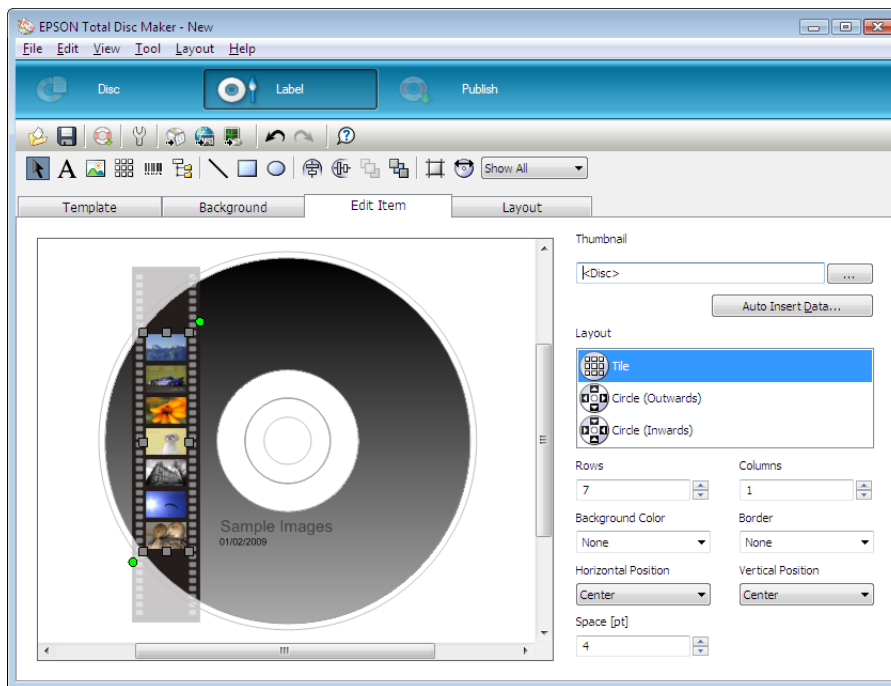 EPSON Total Disc Maker - New
File Edit View Tool Layout Help
Disc Label Publish
A Show All
Template Background Edit Item Layout
Thumbnail
<Disc>
...
Auto Insert Data...
Layout
Tile
Circle (Outwards)
Circle (Inwards)
Rows Columns
7 1
Background Color Border
None None
Horizontal Position Vertical Position
Center Center
Space [pt]
4
Sample Images
01/02/2009